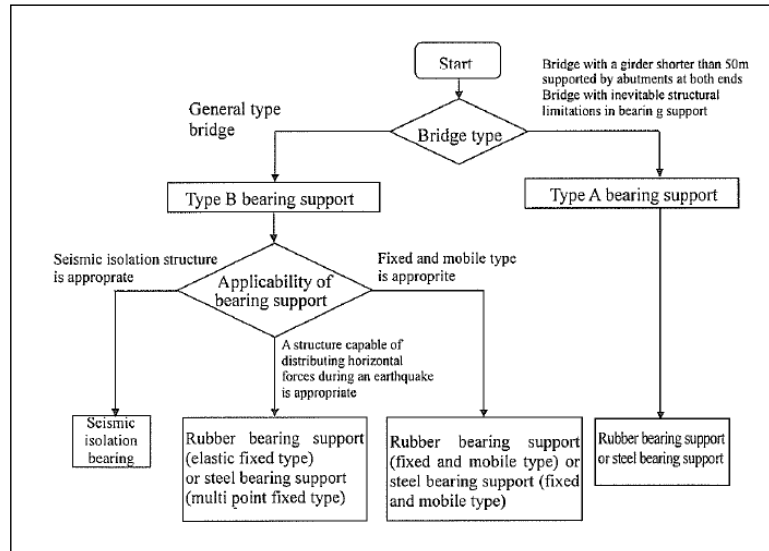 Start
Bridge with a girder shorter than 50m
supported by abutments at both ends
Bridge with inevitable structural
limitations in bearin g support
General type
bridge
Bridge type
Type B bearing support
Type A bearing support
Seismic isolation structure
is approprate
Applicability of
bearing support
Fixed and mobile type
is approprite
A structure capable of
distributing horizontal
forces during an earthquake
is appropriate
Seismic
isolation
bearing
Rubber bearing support
(elastic fixed type)
or steel bearing support
(multi point fixed type)
Rubber bearing support
(fixed and mobile type) or
steel bearing support (fixed
and mobile type)
Rubber bearing support
or steel bearing support